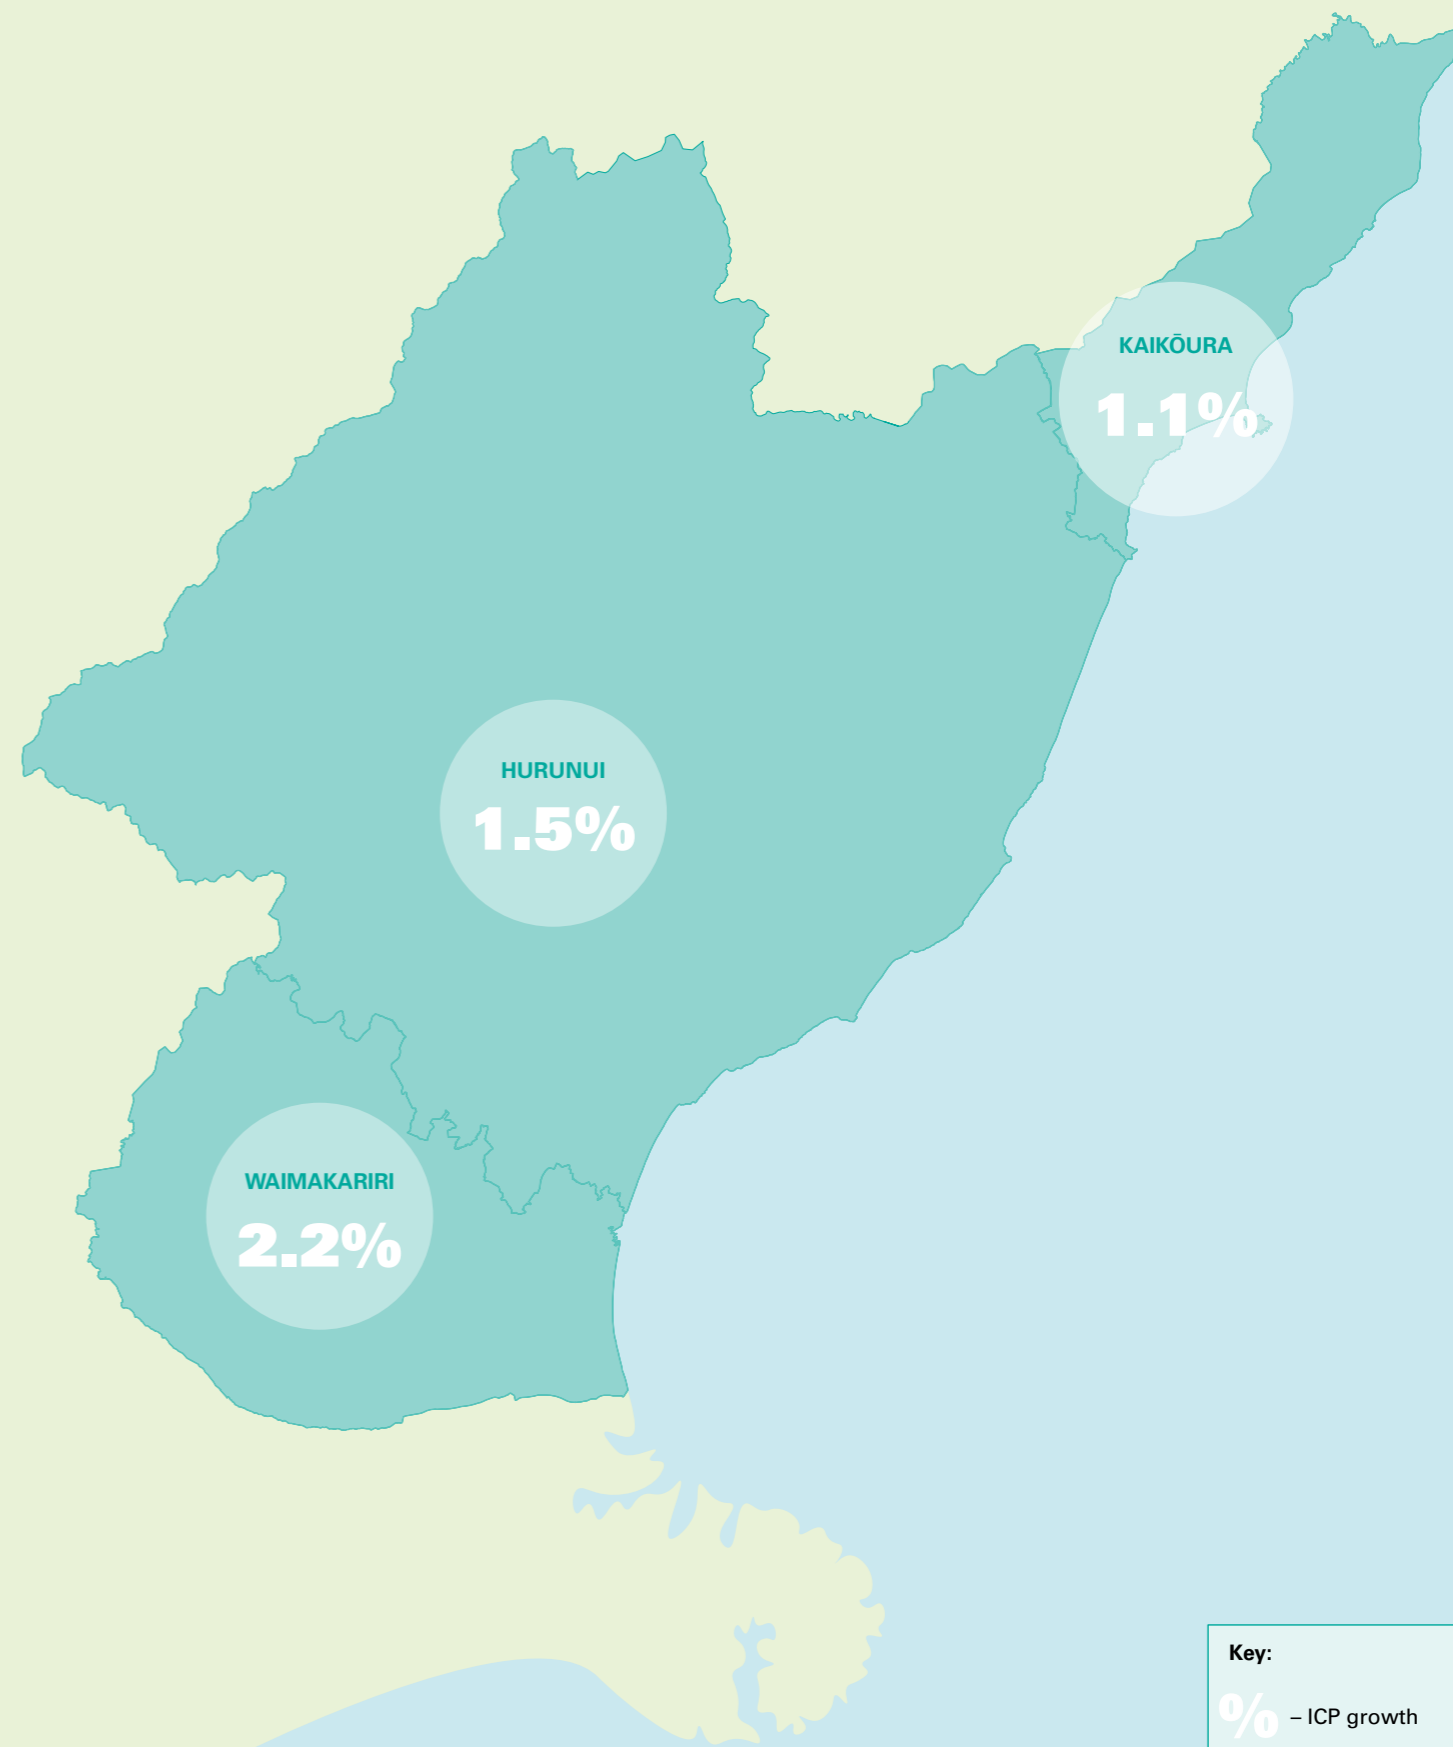 KAIKŌURA
1.1%
HURUNUI
1.5%
WAIMAKARIRI
2.2%
Key:
% – ICP growth